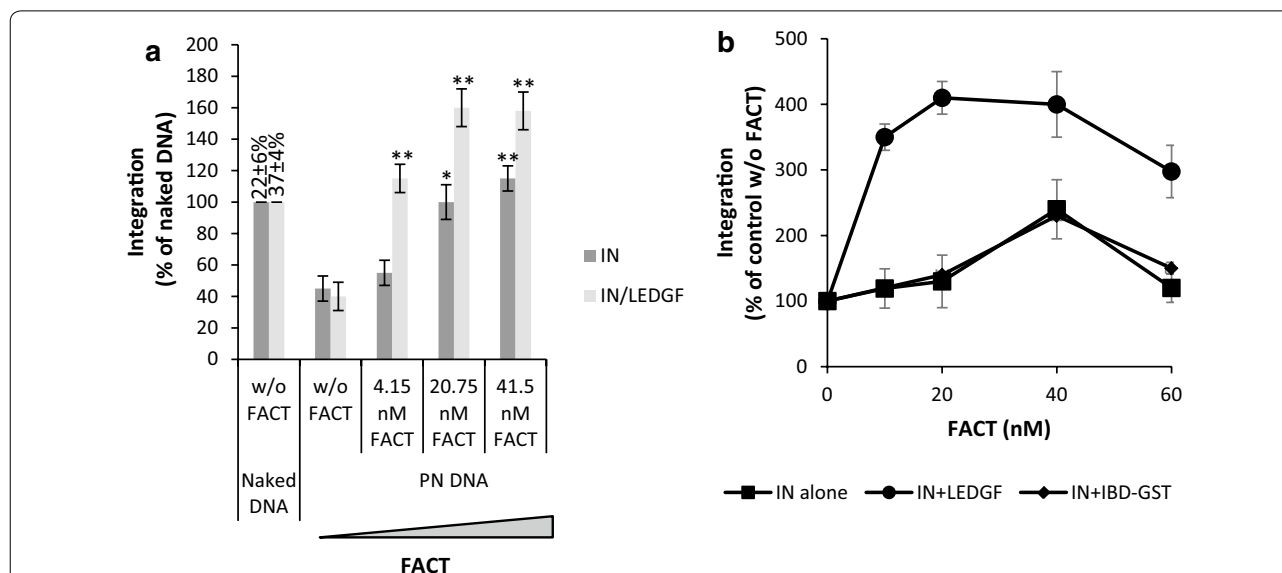 a
Integration
(% of naked DNA)
200
180
160
140
120
100
80
60
40
20
0
22±6%
37±4%
**
*
**
**
**
IN
IN/LEDGF
w/o
FACT
w/o
FACT
4.15
nM
FACT
20.75
nM
FACT
41.5
nM
FACT
Naked
DNA
PN DNA
FACT
b
Integration
(% of control w/o FACT)
500
400
300
200
100
0
0
20
40
60
FACT (nM)
IN alone
IN+LEDGF
IN+IBD-GST